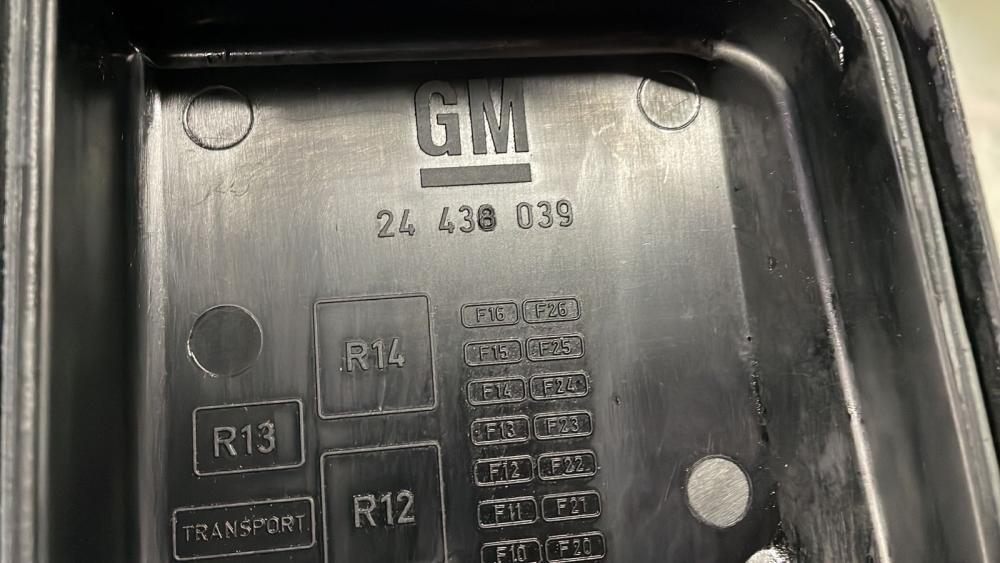 GM
24 438 039
F16 F26
R14
F15 F25
F14 F24
R13
F13 F23
F12 F22
R12
F11 F21
TRANSPORT
F10 F20